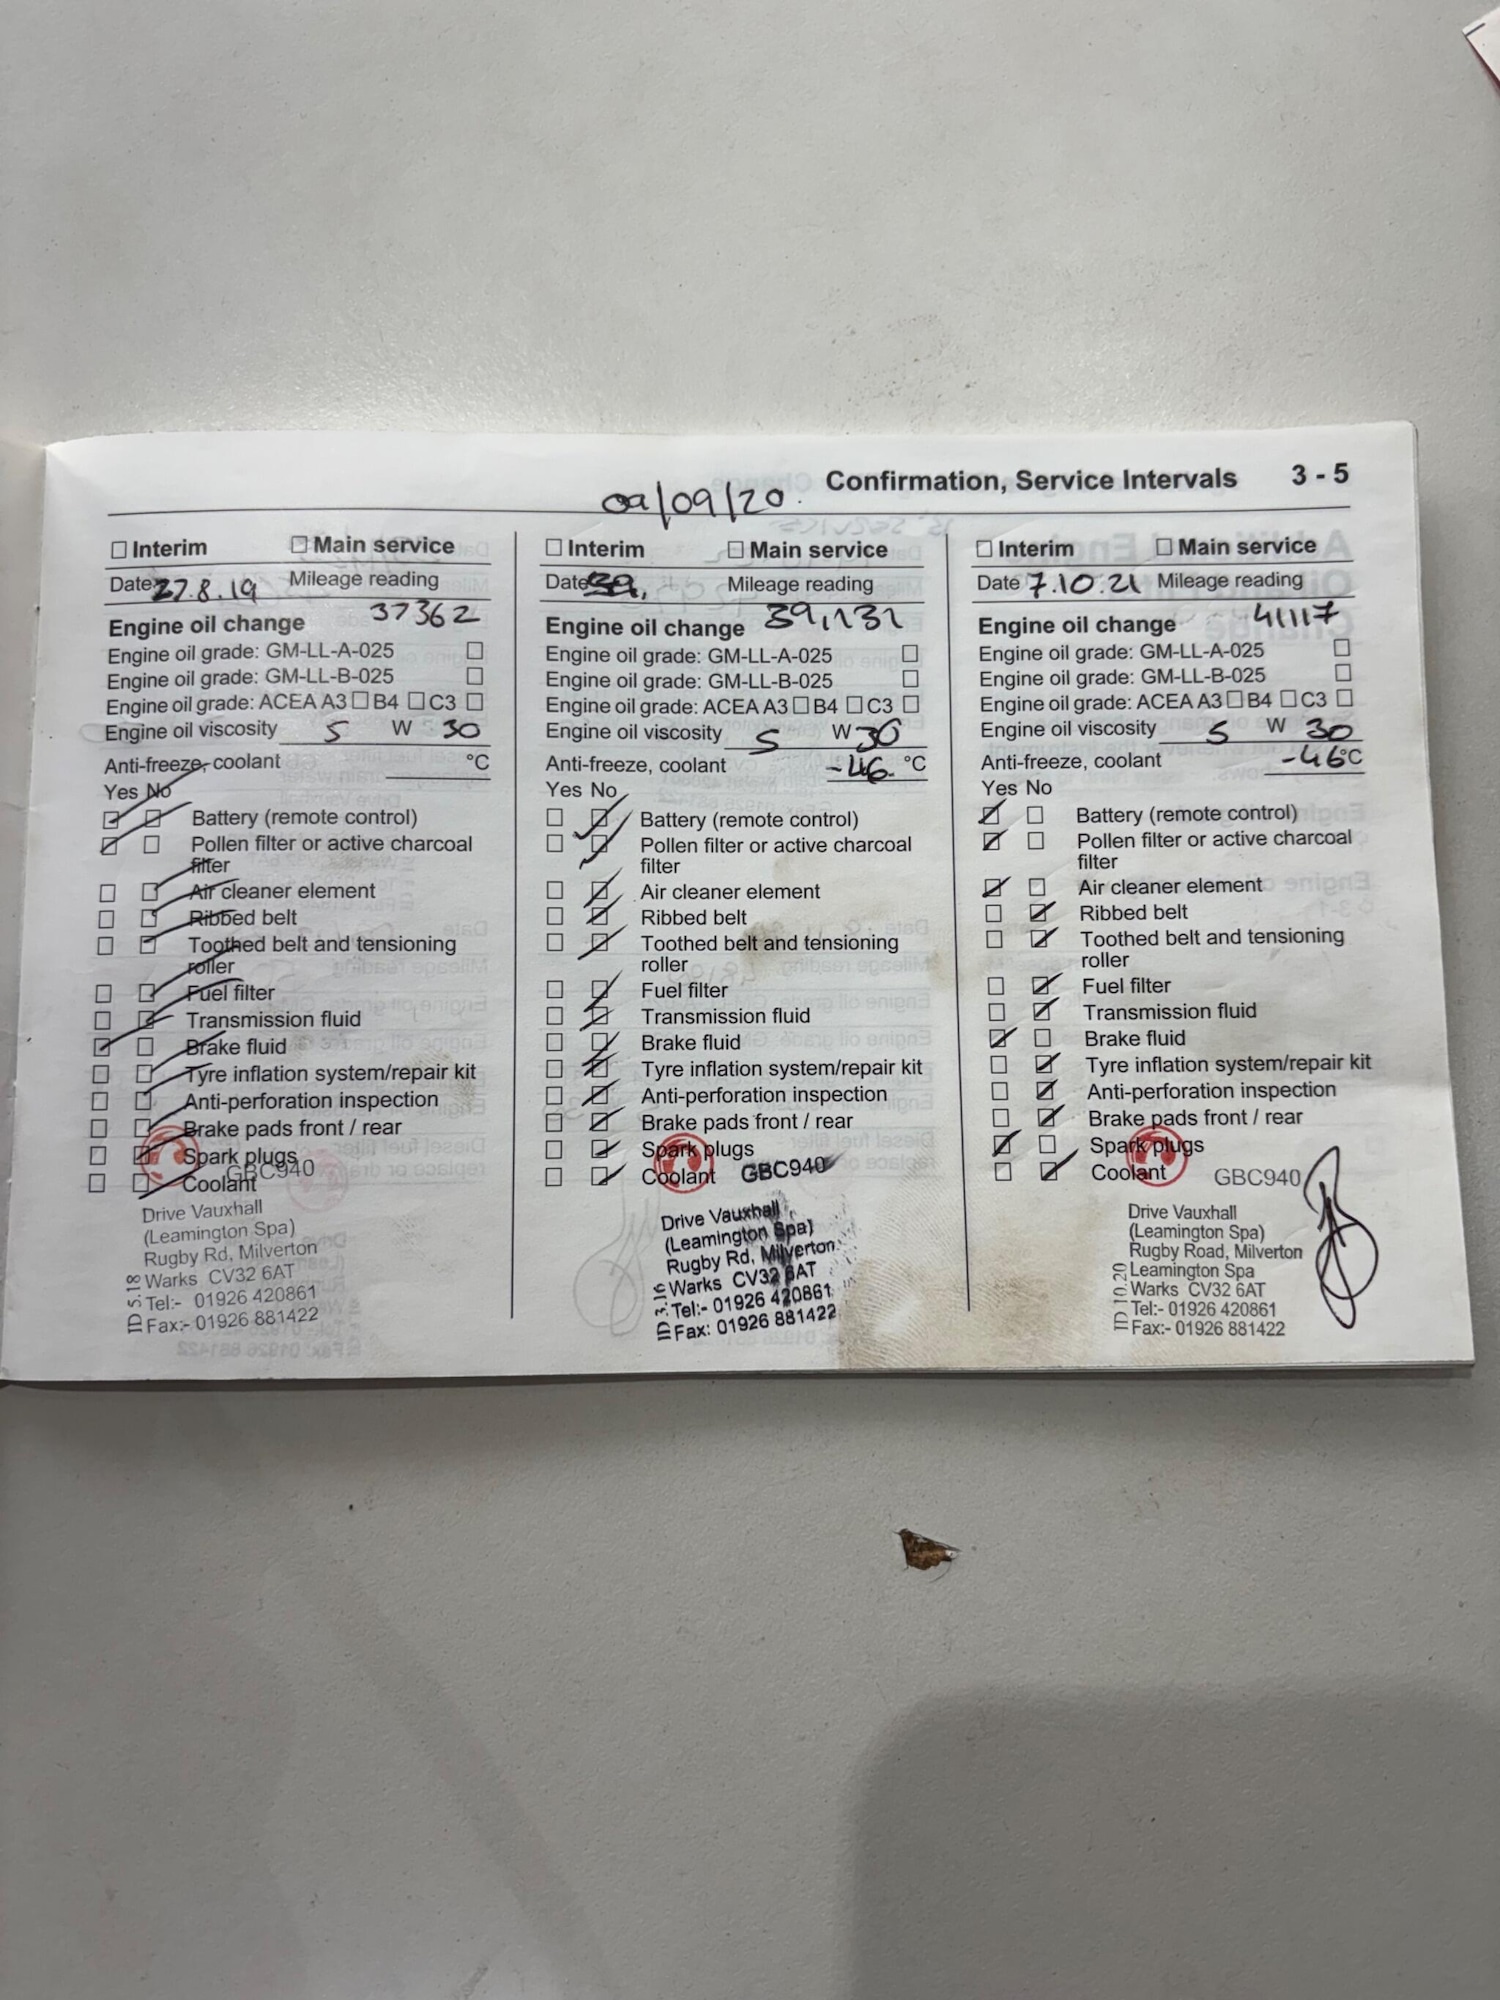 Confirmation, Service Intervals 3 - 5
09/09/20.
Interim Main service
Date 27.8.19 Mileage reading
37362
Engine oil change
Engine oil grade: GM-LL-A-025
Engine oil grade: GM-LL-B-025
Engine oil grade: ACEA A3 B4 C3
Engine oil viscosity 5 W 30
Anti-freeze, coolant °C
Yes No
Battery (remote control)
Pollen filter or active charcoal
filter
Air cleaner element
Ribbed belt
Toothed belt and tensioning
roller
Fuel filter
Transmission fluid
Brake fluid
Tyre inflation system/repair kit
Anti-perforation inspection
Brake pads front / rear
Spark plugs
Coolant
GBC940
Drive Vauxhall
(Leamington Spa)
Rugby Rd, Milverton
Warks CV32 6AT
Tel:- 01926 420861
Fax:- 01926 881422
ID 5.18
Interim Main service
Date 39, Mileage reading
39,132
Engine oil change
Engine oil grade: GM-LL-A-025
Engine oil grade: GM-LL-B-025
Engine oil grade: ACEA A3 B4 C3
Engine oil viscosity 5 W 30
Anti-freeze, coolant -46 °C
Yes No
Battery (remote control)
Pollen filter or active charcoal
filter
Air cleaner element
Ribbed belt
Toothed belt and tensioning
roller
Fuel filter
Transmission fluid
Brake fluid
Tyre inflation system/repair kit
Anti-perforation inspection
Brake pads front / rear
Spark plugs
Coolant
GBC940
Drive Vauxhall
(Leamington Spa)
Rugby Rd, Milverton
Warks CV32 6AT
Tel:- 01926 420861
Fax: 01926 881422
Interim Main service
Date 7.10.21 Mileage reading
41117
Engine oil change
Engine oil grade: GM-LL-A-025
Engine oil grade: GM-LL-B-025
Engine oil grade: ACEA A3 B4 C3
Engine oil viscosity 5 W 30
Anti-freeze, coolant -46°C
Yes No
Battery (remote control)
Pollen filter or active charcoal
filter
Air cleaner element
Ribbed belt
Toothed belt and tensioning
roller
Fuel filter
Transmission fluid
Brake fluid
Tyre inflation system/repair kit
Anti-perforation inspection
Brake pads front / rear
Spark plugs
Coolant
GBC940
Drive Vauxhall
(Leamington Spa)
Rugby Road, Milverton
Leamington Spa
Warks CV32 6AT
Tel:- 01926 420861
Fax:- 01926 881422
ID 10.20